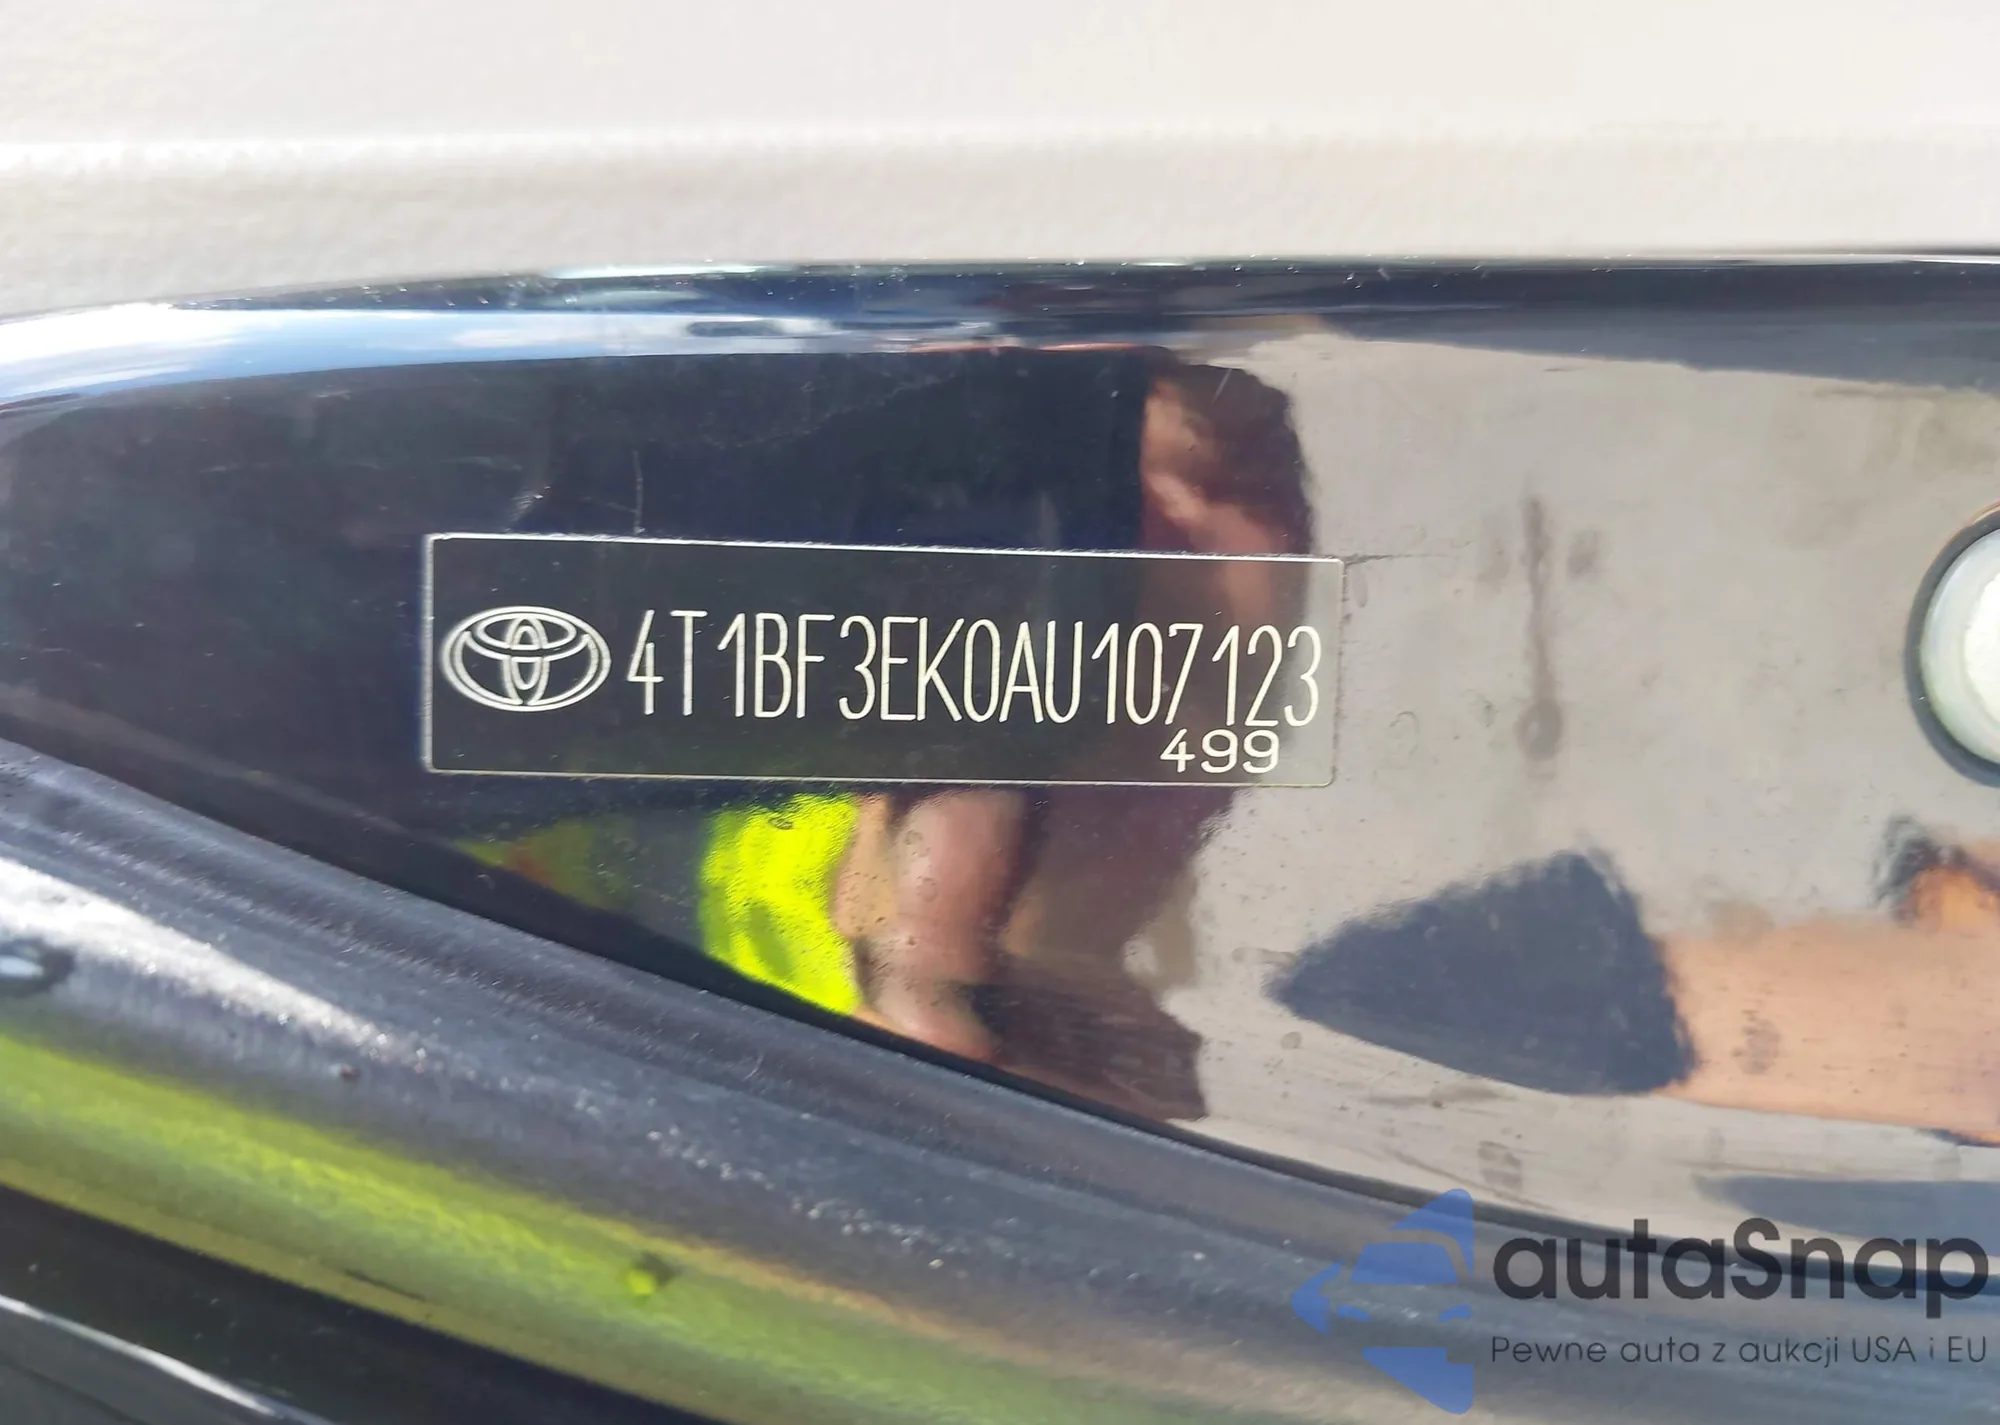 4T1BF3EK0AU107123
499
autaSnap
Pewne auta z aukcji USA i EU